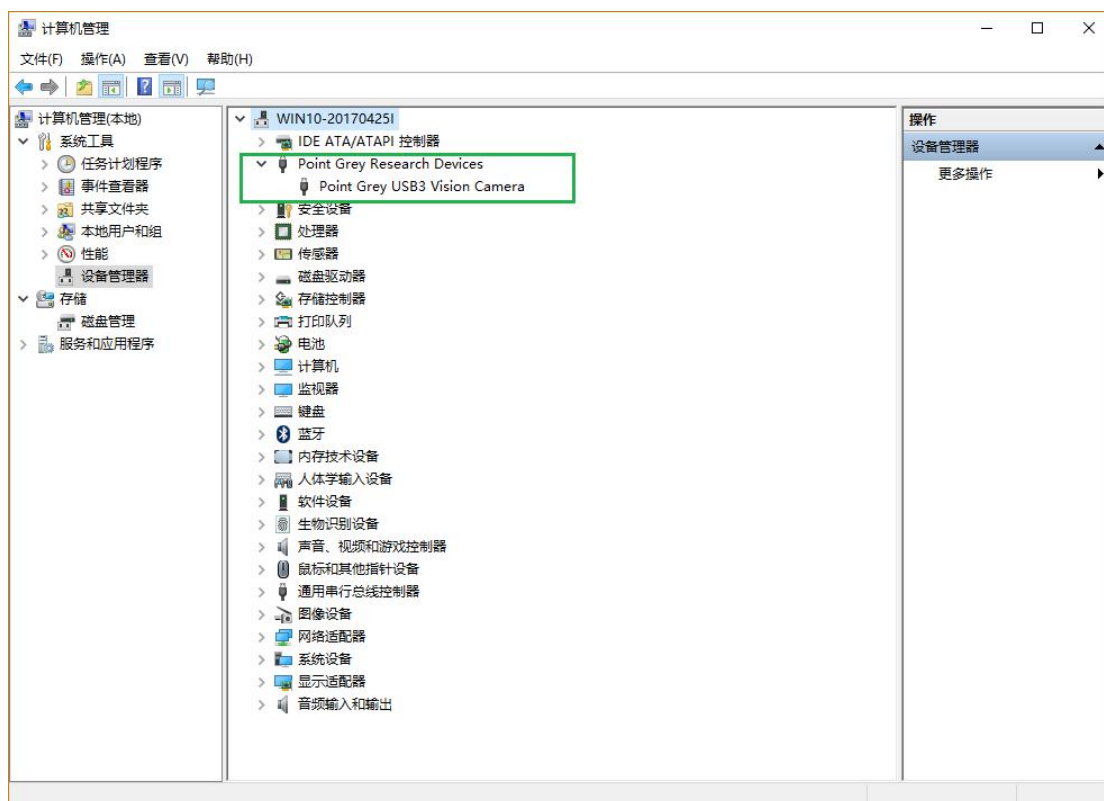 计算机管理
文件(F) 操作(A) 查看(V) 帮助(H)
计算机管理(本地)
系统工具
任务计划程序
事件查看器
共享文件夹
本地用户和组
性能
设备管理器
存储
磁盘管理
服务和应用程序
WIN10-20170425I
IDE ATA/ATAPI 控制器
Point Grey Research Devices
Point Grey USB3 Vision Camera
安全设备
处理器
传感器
磁盘驱动器
存储控制器
打印队列
电池
计算机
监视器
键盘
蓝牙
内存技术设备
人体学输入设备
软件设备
生物识别设备
声音、视频和游戏控制器
鼠标和其他指针设备
通用串行总线控制器
图像设备
网络适配器
系统设备
显示适配器
音频输入和输出
操作
设备管理器
更多操作